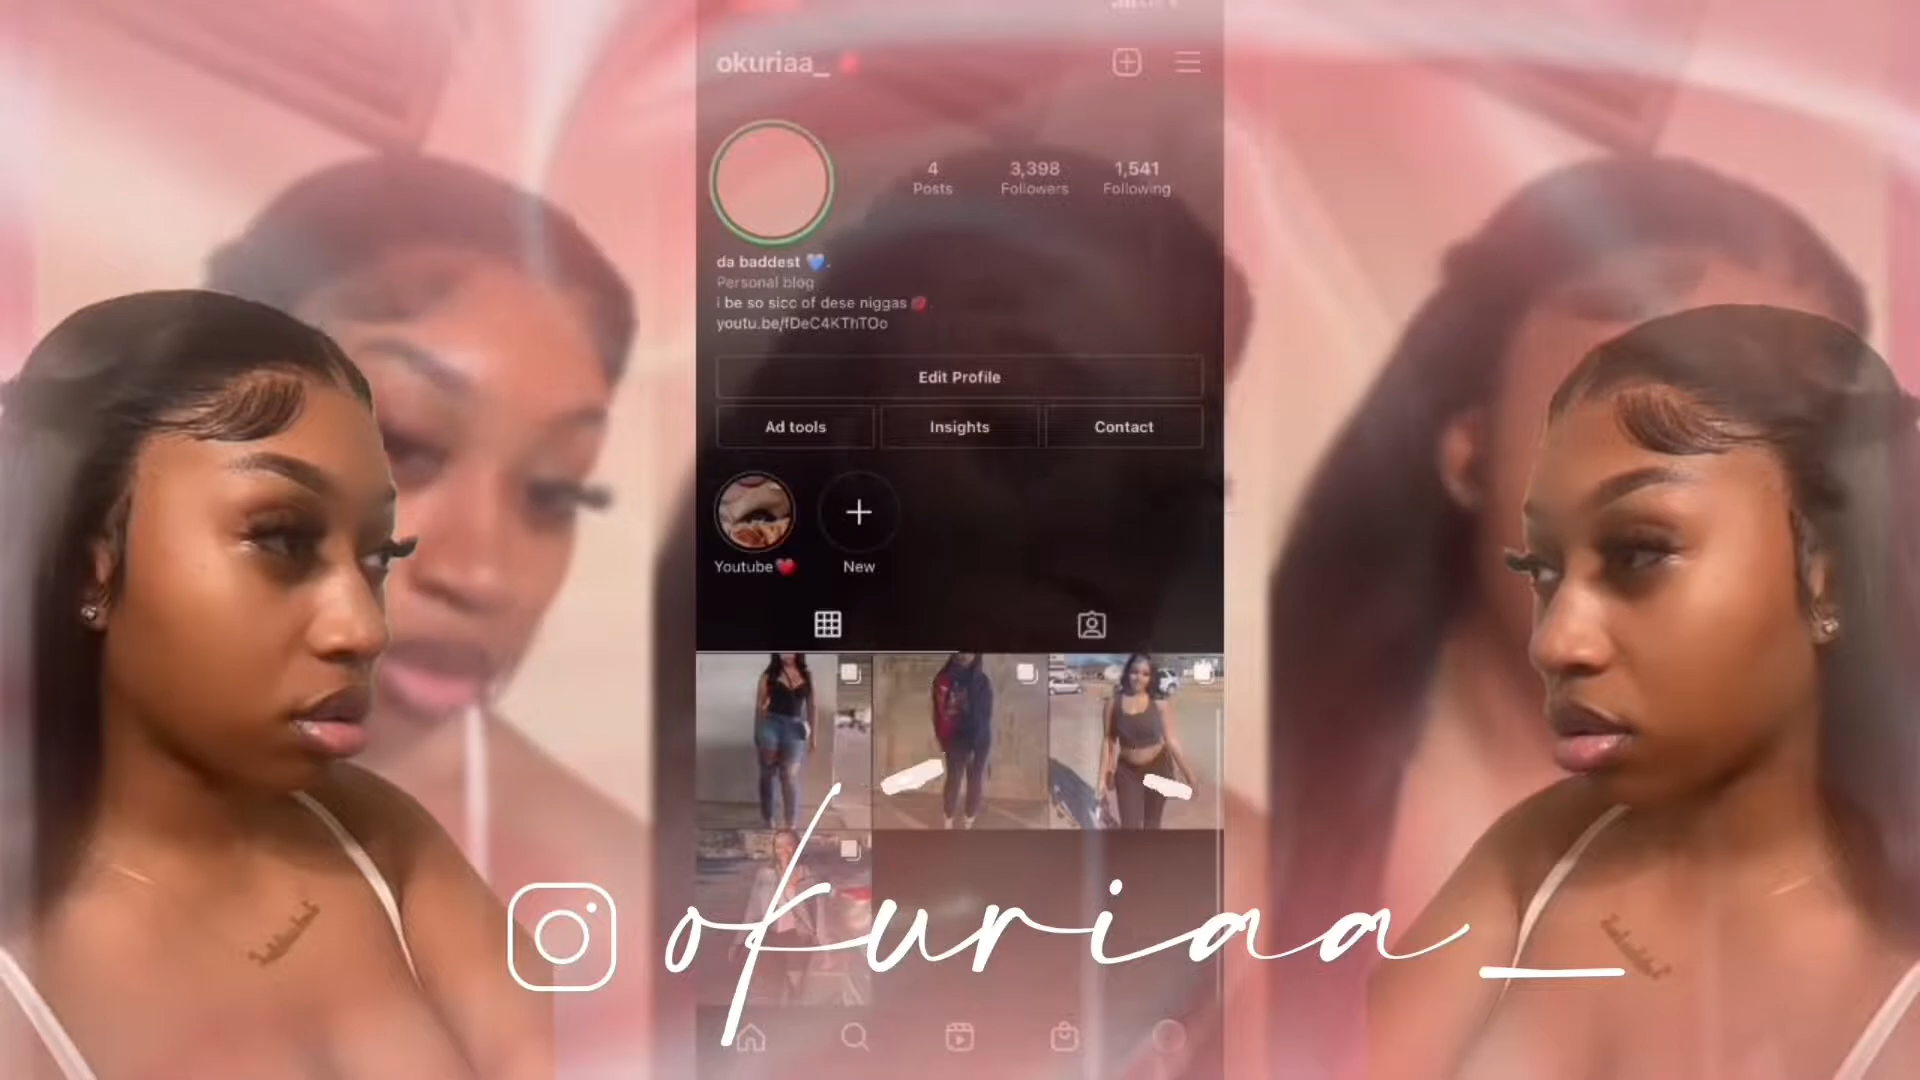 okuriaa_
4 3,398 1,541
Posts Followers Following
da baddest 💙.
Personal blog
i be so sicc of dese niggas 💋.
youtu.be/fDeC4KThTOo
Edit Profile
Ad tools Insights Contact
Youtube❤️ New
okuriaa_